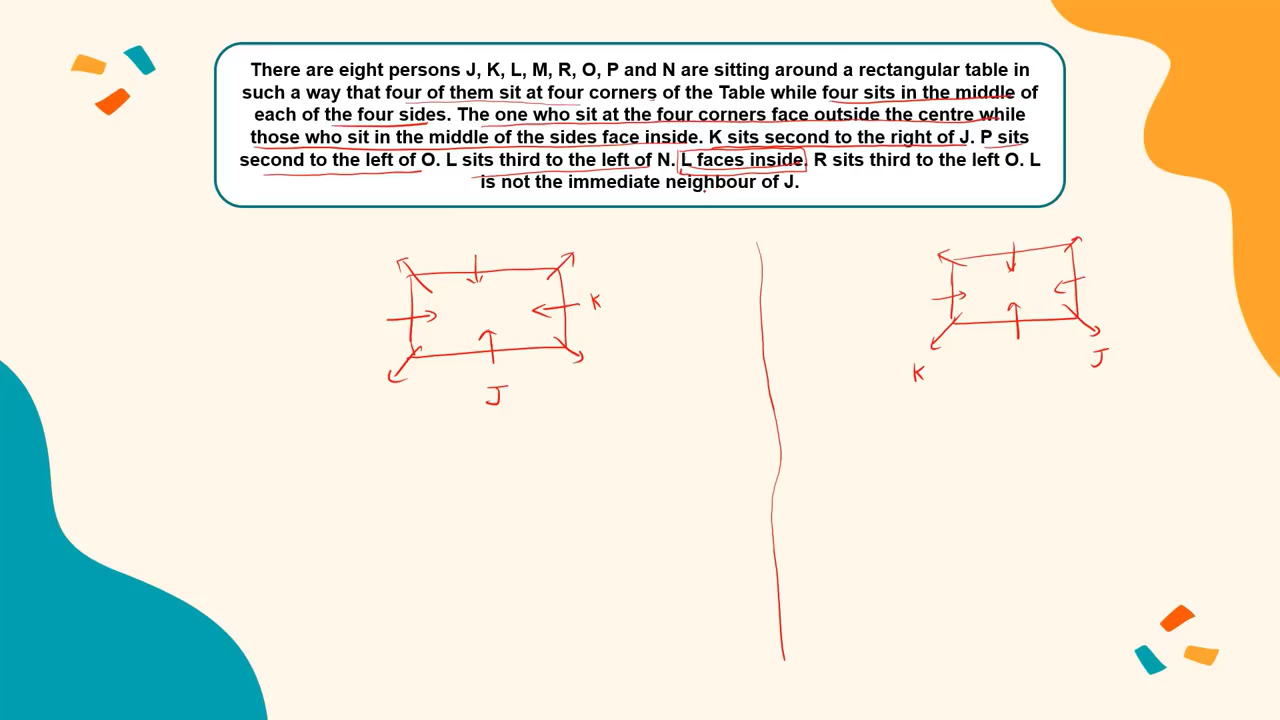 There are eight persons J, K, L, M, R, O, P and N are sitting around a rectangular table in
such a way that four of them sit at four corners of the Table while four sits in the middle of
each of the four sides. The one who sit at the four corners face outside the centre while
those who sit in the middle of the sides face inside. K sits second to the right of J. P sits
second to the left of O. L sits third to the left of N. L faces inside. R sits third to the left O. L
is not the immediate neighbour of J.
K
J
K
J